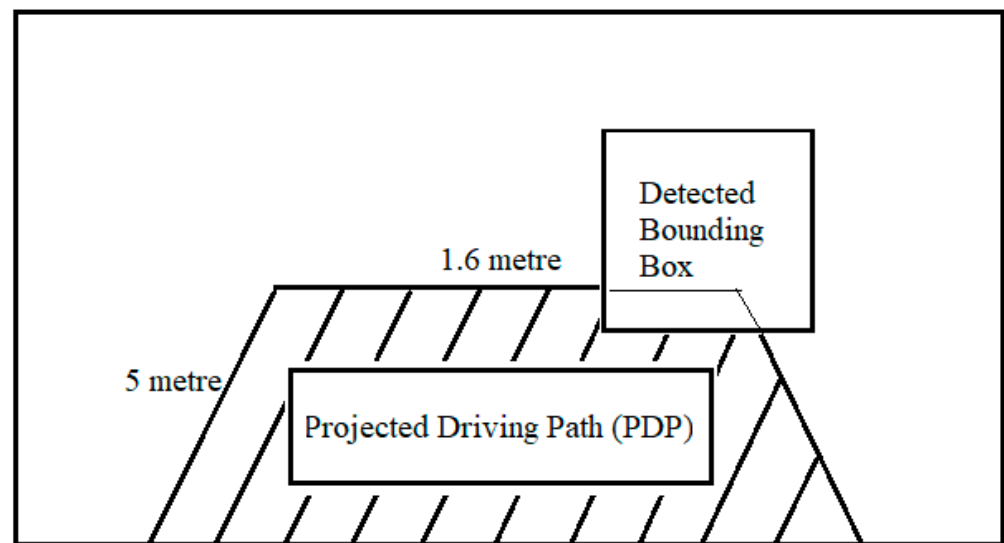 Detected
Bounding
Box
1.6 metre
5 metre
Projected Driving Path (PDP)